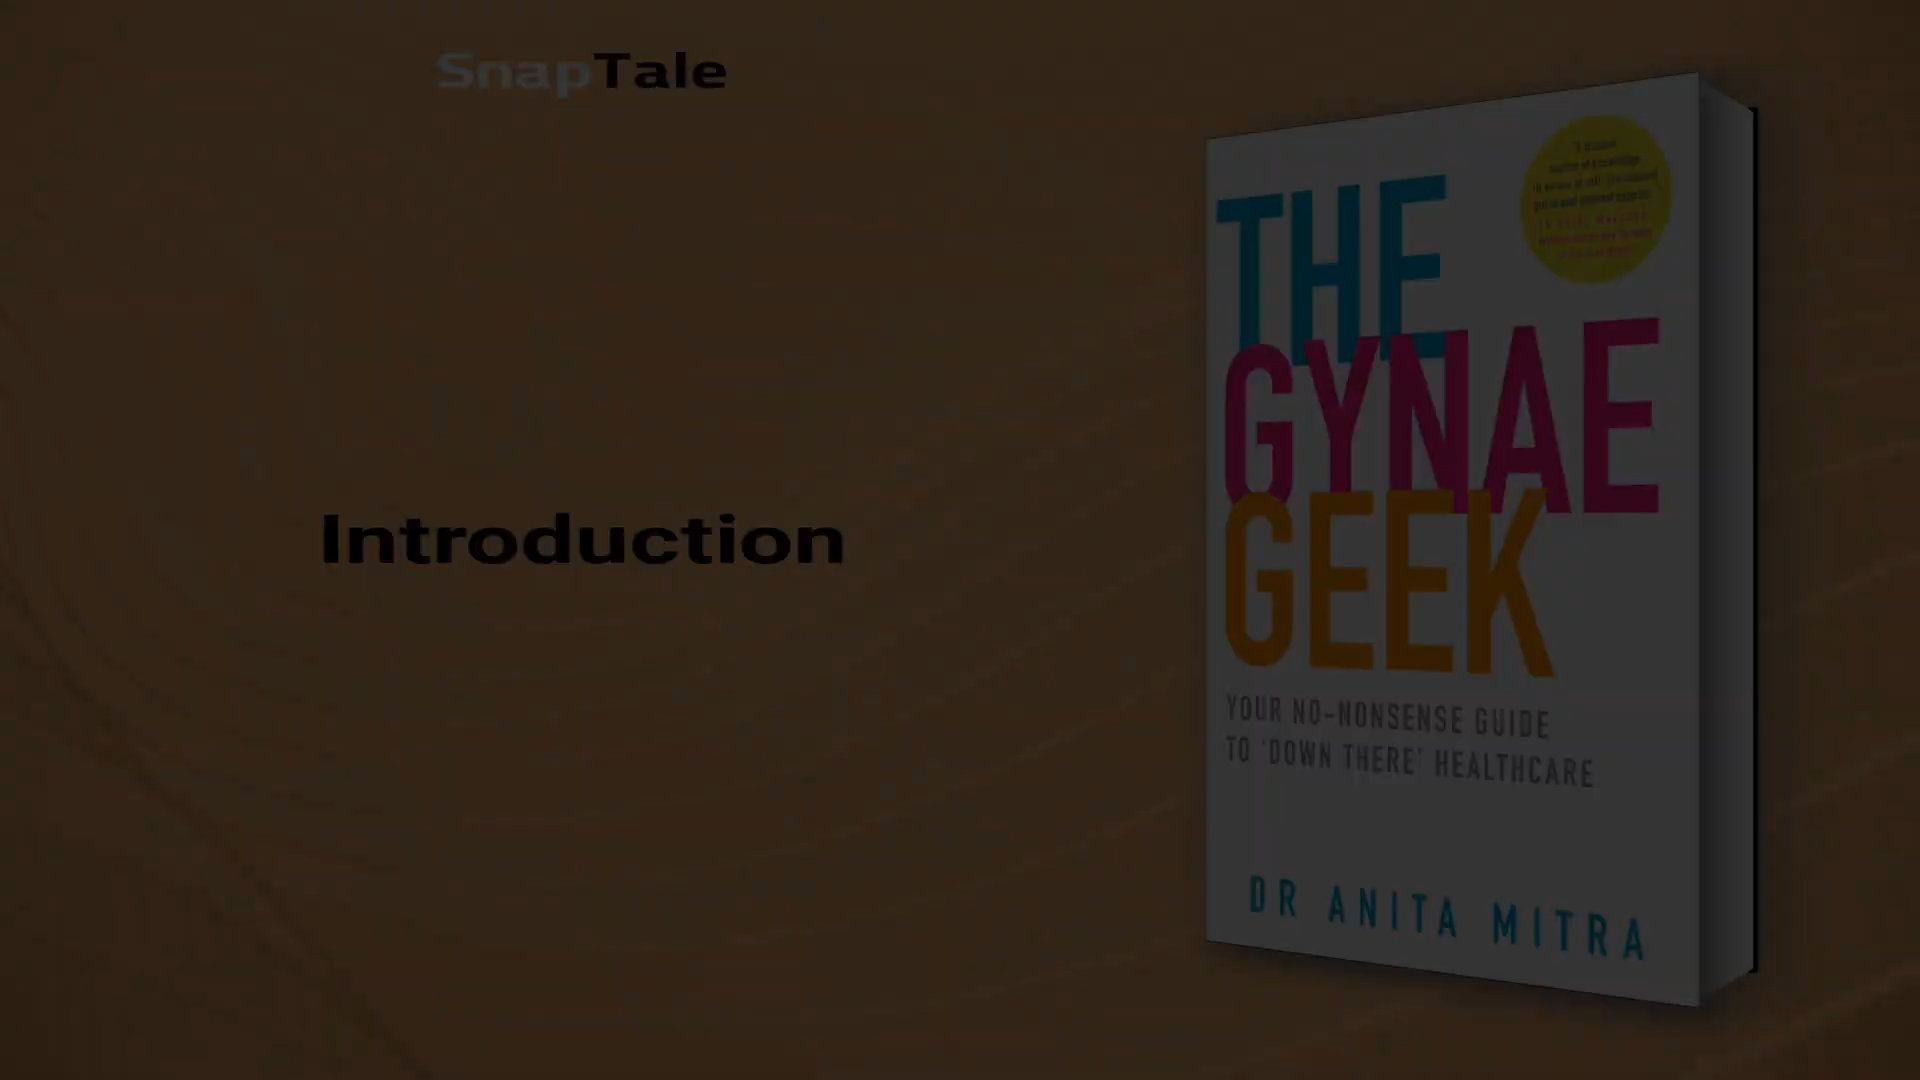 SnapTale
Introduction
THE
GYNAE
GEEK
YOUR NO-NONSENSE GUIDE
TO 'DOWN THERE' HEALTHCARE
DR ANITA MITRA